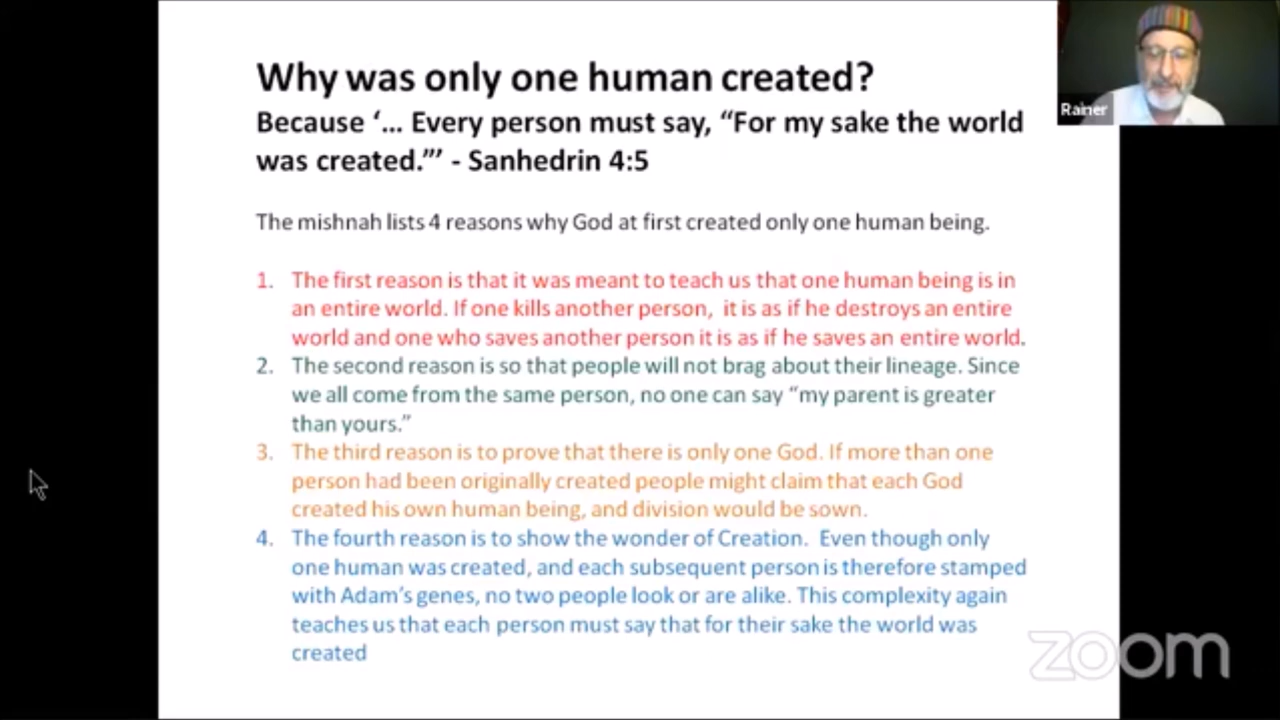 Why was only one human created?
Because ‘... Every person must say, “For my sake the world
was created.”’ - Sanhedrin 4:5
The mishnah lists 4 reasons why God at first created only one human being.
1. The first reason is that it was meant to teach us that one human being is in
an entire world. If one kills another person, it is as if he destroys an entire
world and one who saves another person it is as if he saves an entire world.
2. The second reason is so that people will not brag about their lineage. Since
we all come from the same person, no one can say “my parent is greater
than yours.”
3. The third reason is to prove that there is only one God. If more than one
person had been originally created people might claim that each God
created his own human being, and division would be sown.
4. The fourth reason is to show the wonder of Creation. Even though only
one human was created, and each subsequent person is therefore stamped
with Adam’s genes, no two people look or are alike. This complexity again
teaches us that each person must say that for their sake the world was
created
Rainer
zoom